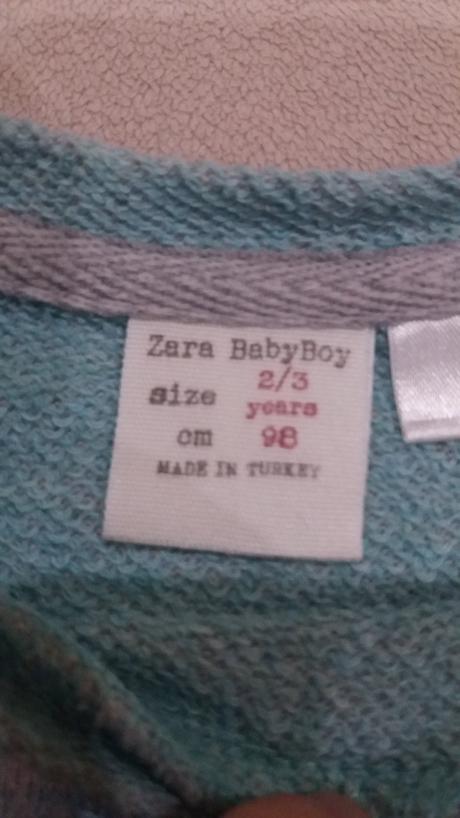 Zara BabyBoy
size 2/3 years
cm 98
MADE IN TURKEY